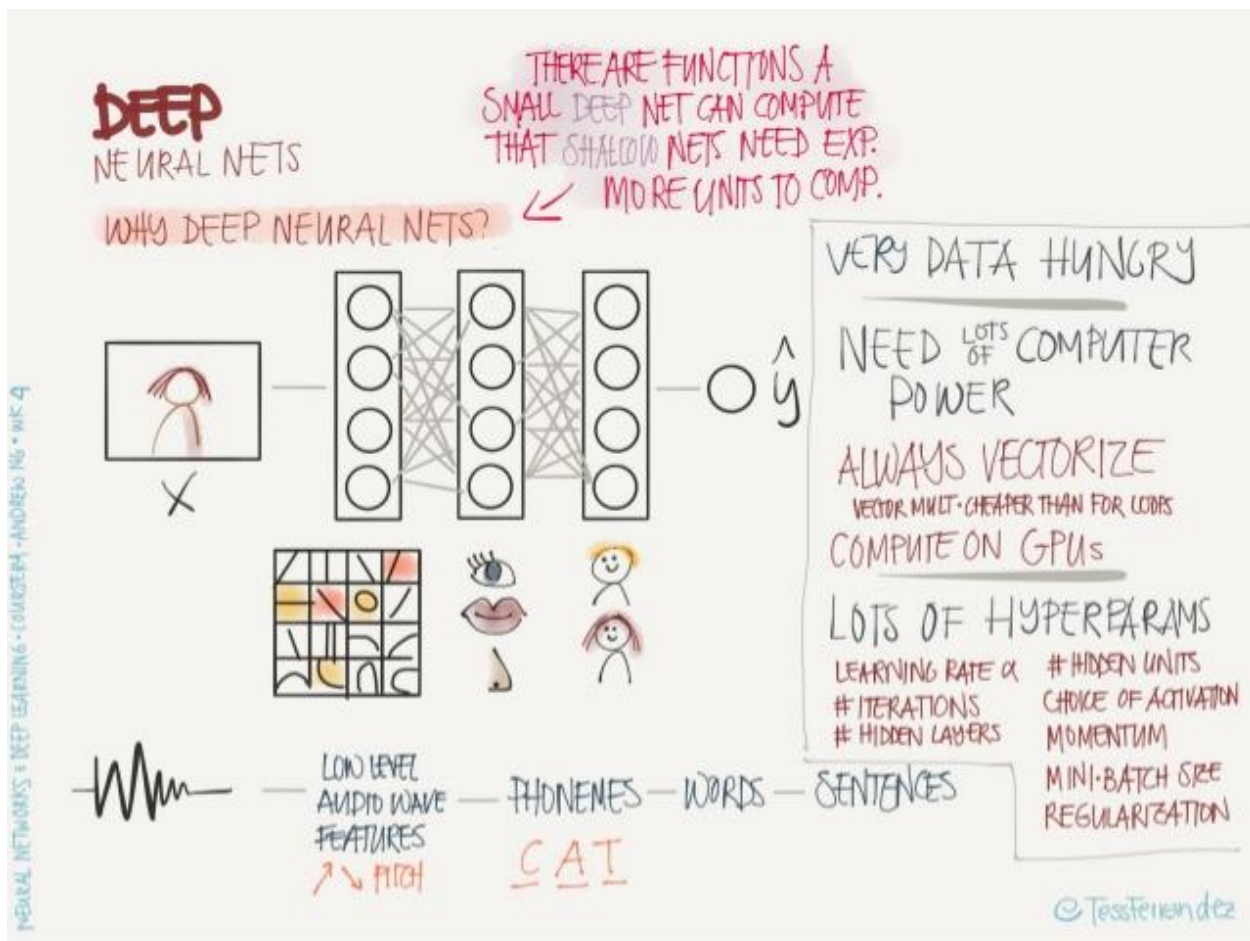 DEEP
NEURAL NETS
THERE ARE FUNCTIONS A
SMALL DEEP NET CAN COMPUTE
THAT SHALLOW NETS NEED EXP.
MORE UNITS TO COMP.
WHY DEEP NEURAL NETS?
X
ŷ
VERY DATA HUNGRY
NEED LOTS OF COMPUTER
POWER
ALWAYS VECTORIZE
VECTOR MULT. CHEAPER THAN FOR LOOPS
COMPUTE ON GPUs
LOTS OF HYPERPARAMS
LEARNING RATE α
# ITERATIONS
# HIDDEN LAYERS
# HIDDEN UNITS
CHOICE OF ACTIVATION
MOMENTUM
MINI-BATCH SIZE
REGULARIZATION
LOW LEVEL
AUDIO WAVE
FEATURES
↗↘ PITCH
PHONEMES
C A T
WORDS
SENTENCES
NEURAL NETWORKS & DEEP LEARNING • COURSERA • ANDREW NG • WK 4
@TessFerrandez